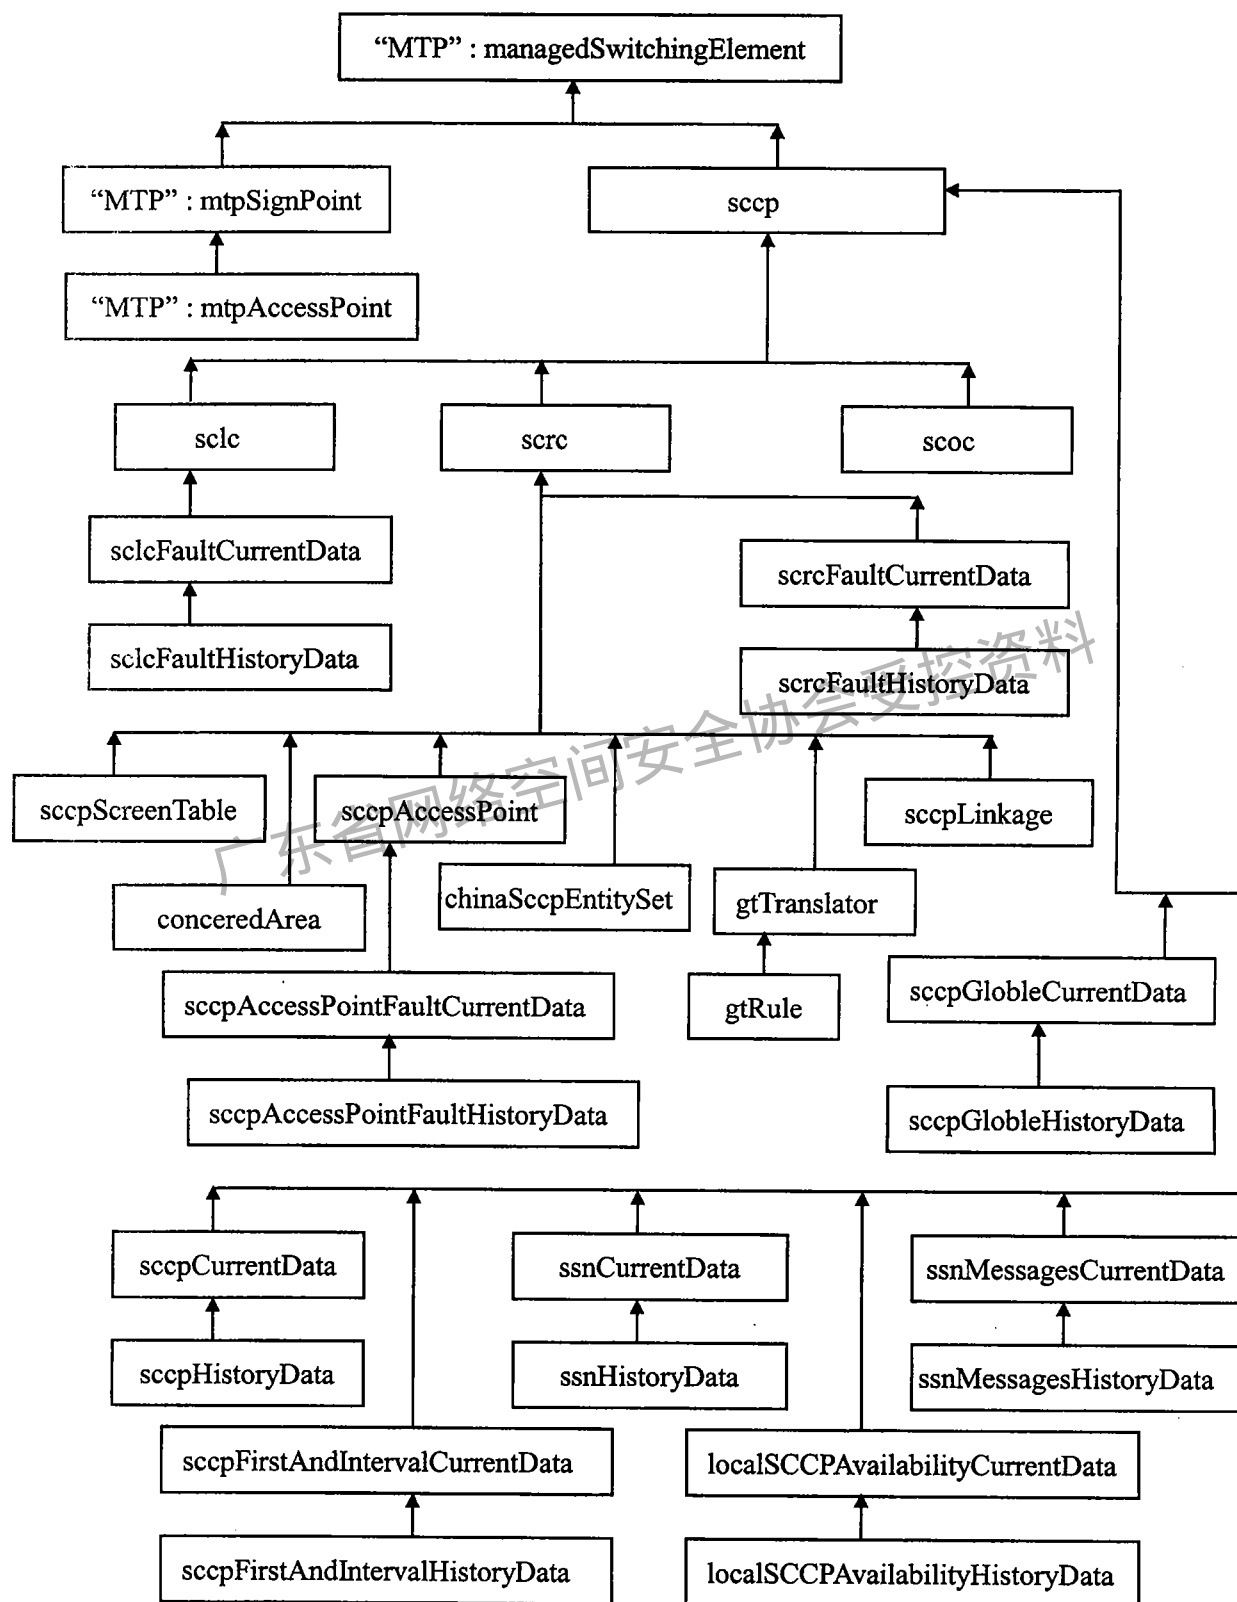 “MTP” : managedSwitchingElement
“MTP” : mtpSignPoint
sccp
“MTP” : mtpAccessPoint
sclc
scrc
scoc
sclcFaultCurrentData
scrcFaultCurrentData
sclcFaultHistoryData
scrcFaultHistoryData
广东省网络空间安全协会受控资料
sccpScreenTable
sccpAccessPoint
sccpLinkage
conceredArea
chinaSccpEntitySet
gtTranslator
sccpAccessPointFaultCurrentData
gtRule
sccpGlobleCurrentData
sccpAccessPointFaultHistoryData
sccpGlobleHistoryData
sccpCurrentData
ssnCurrentData
ssnMessagesCurrentData
sccpHistoryData
ssnHistoryData
ssnMessagesHistoryData
sccpFirstAndIntervalCurrentData
localSCCPAvailabilityCurrentData
sccpFirstAndIntervalHistoryData
localSCCPAvailabilityHistoryData